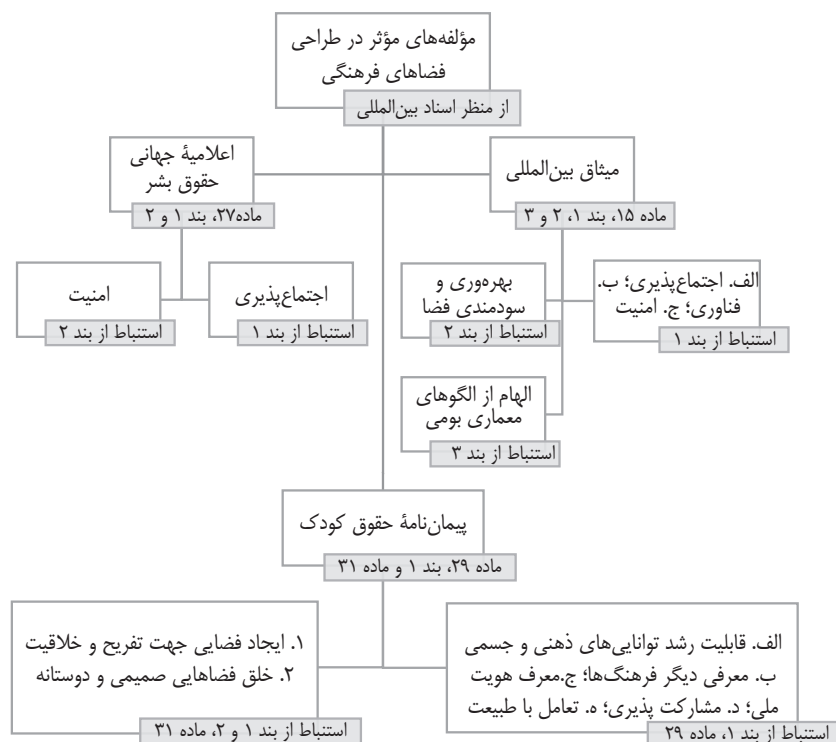 مؤلفه‌های مؤثر در طراحی
فضاهای فرهنگی
از منظر اسناد بین‌المللی
میثاق بین‌المللی
ماده ۱۵، بند ۱، ۲ و ۳
اعلامیهٔ جهانی
حقوق بشر
ماده۲۷، بند ۱ و ۲
الف. اجتماع‌پذیری؛ ب.
فناوری؛ ج. امنیت
استنباط از بند ۱
بهره‌وری و
سودمندی فضا
استنباط از بند ۲
اجتماع‌پذیری
استنباط از بند ۱
امنیت
استنباط از بند ۲
الهام از الگوهای
معماری بومی
استنباط از بند ۳
پیمان‌نامهٔ حقوق کودک
ماده ۲۹، بند ۱ و ماده ۳۱
الف. قابلیت رشد توانایی‌های ذهنی و جسمی
ب. معرفی دیگر فرهنگ‌ها؛ ج.معرف هویت
ملی؛ د. مشارکت پذیری؛ ه. تعامل با طبیعت
استنباط از بند ۱، ماده ۲۹
۱. ایجاد فضایی جهت تفریح و خلاقیت
۲. خلق فضاهایی صمیمی و دوستانه
استنباط از بند ۱ و ۲، ماده ۳۱